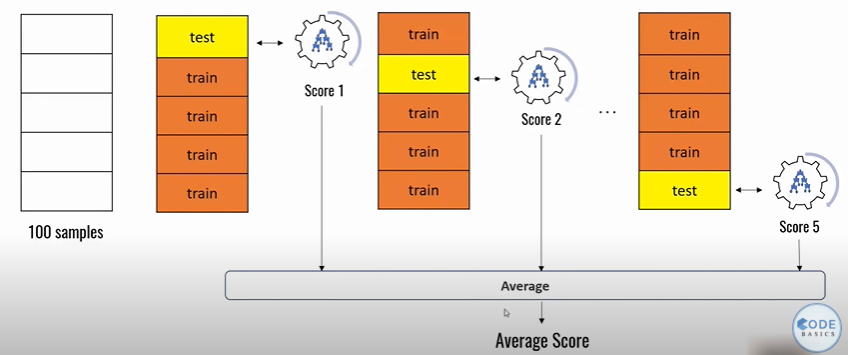 100 samples
test
train
train
train
train
Score 1
train
test
train
train
train
Score 2
...
train
train
train
train
test
Score 5
Average
Average Score
CODE
BASICS